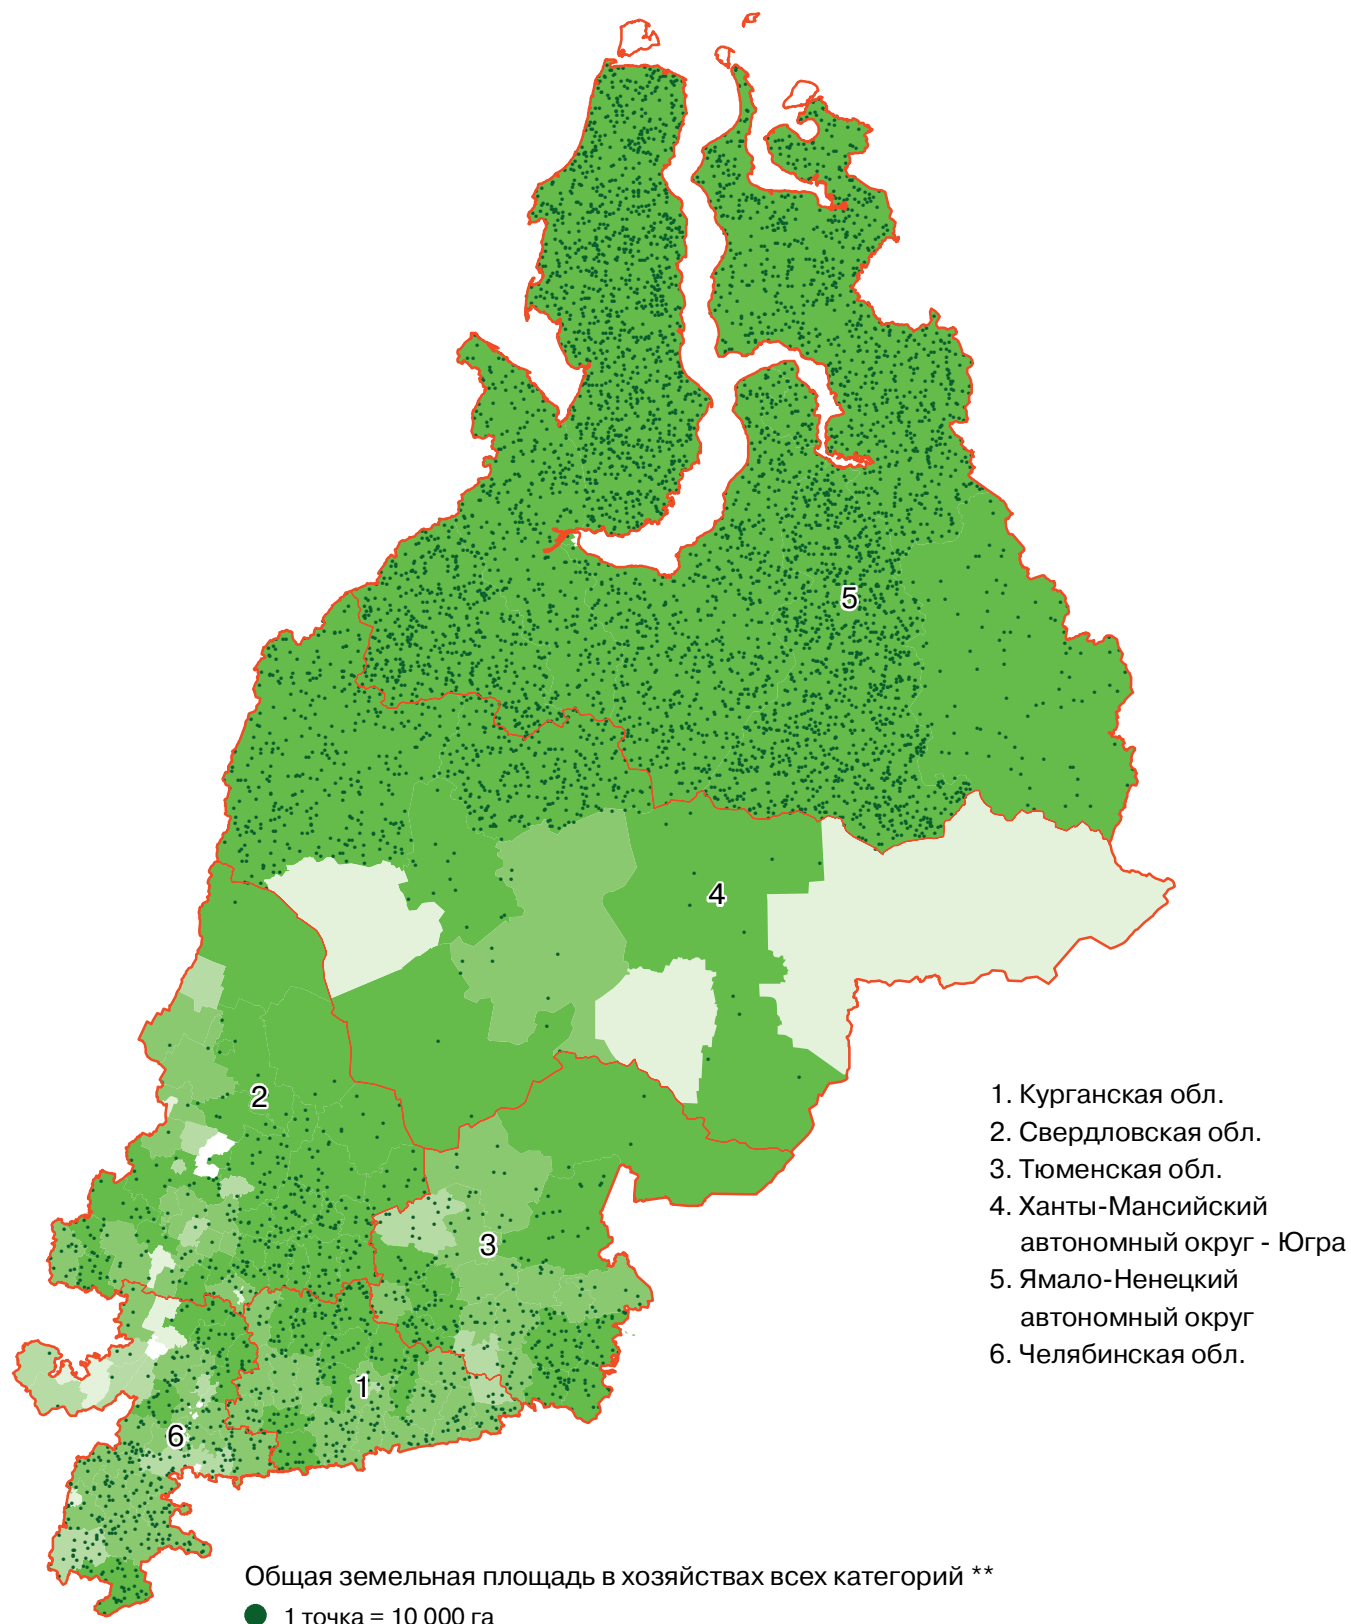 5
4
2
3
1
6
1. Курганская обл.
2. Свердловская обл.
3. Тюменская обл.
4. Ханты-Мансийский
автономный округ - Югра
5. Ямало-Ненецкий
автономный округ
6. Челябинская обл.
Общая земельная площадь в хозяйствах всех категорий **
1 точка = 10 000 га